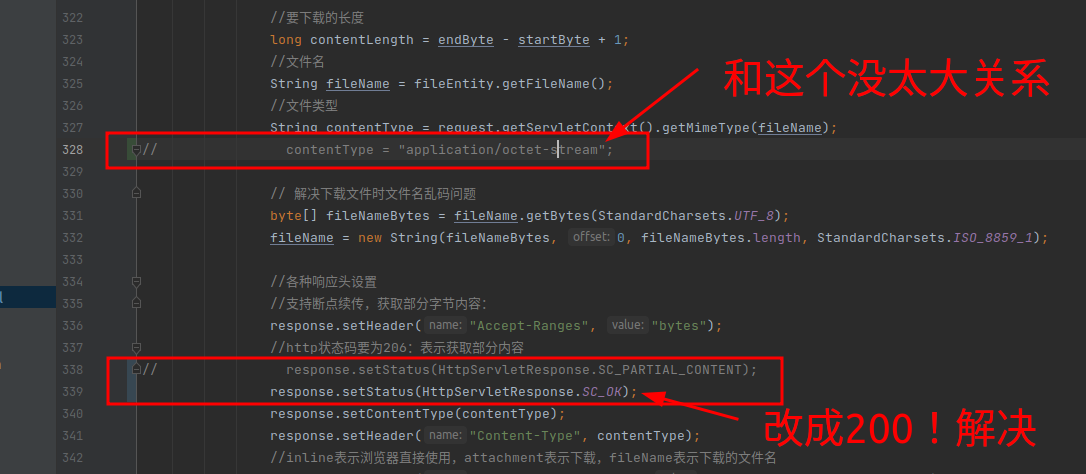 322 //要下载的长度
323 long contentLength = endByte - startByte + 1;
324 //文件名
325 String fileName = fileEntity.getFileName();
和这个没太大关系
326 //文件类型
327 String contentType = request.getServletContext().getMimeType(fileName);
328 // contentType = "application/octet-stream";
329
330 // 解决下载文件时文件名乱码问题
331 byte[] fileNameBytes = fileName.getBytes(StandardCharsets.UTF_8);
332 fileName = new String(fileNameBytes, offset: 0, fileNameBytes.length, StandardCharsets.ISO_8859_1);
333
334 //各种响应头设置
335 //支持断点续传，获取部分字节内容：
336 response.setHeader( name: "Accept-Ranges", value: "bytes");
337 //http状态码要为206：表示获取部分内容
338 // response.setStatus(HttpServletResponse.SC_PARTIAL_CONTENT);
339 response.setStatus(HttpServletResponse.SC_OK);
340 response.setContentType(contentType);
改成200！解决
341 response.setHeader( name: "Content-Type", contentType);
342 //inline表示浏览器直接使用，attachment表示下载，fileName表示下载的文件名